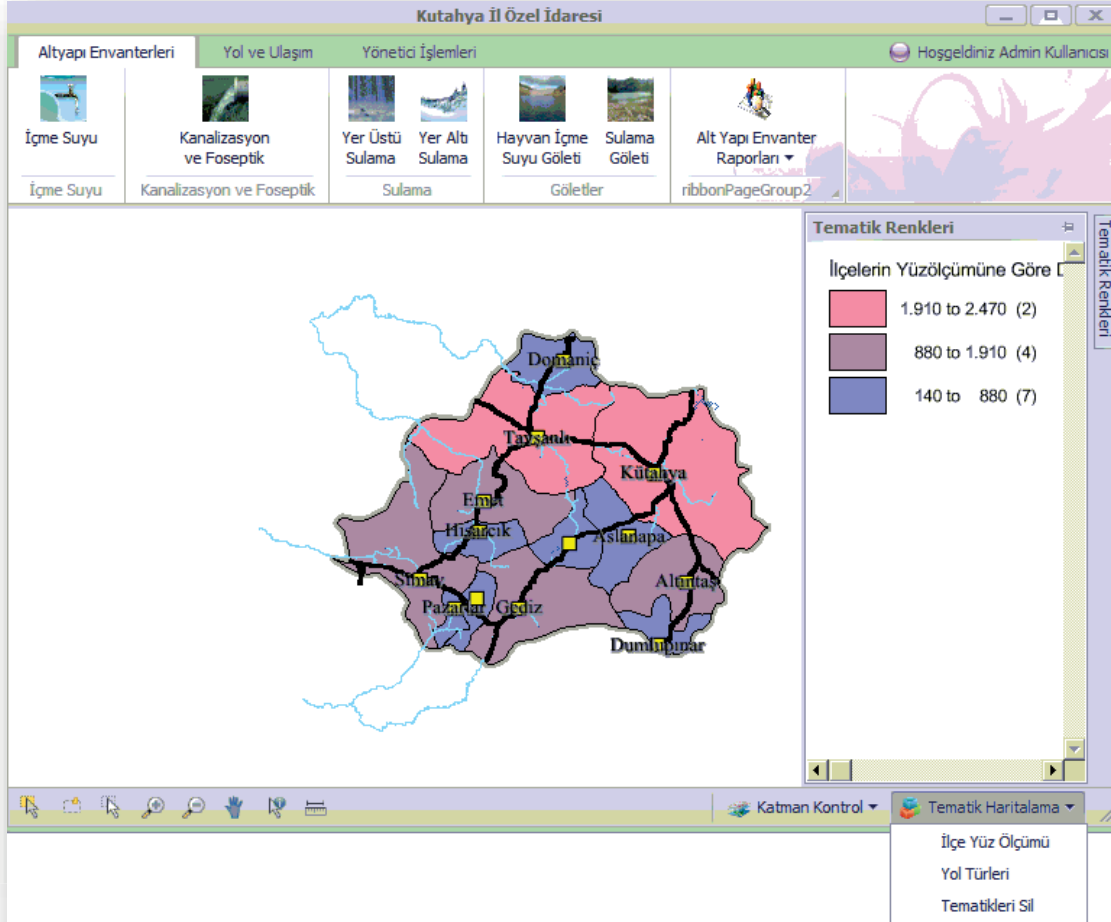 Kutahya İl Özel İdaresi
Altyapı Envanterleri
Yol ve Ulaşım
Yönetici İşlemleri
Hoşgeldiniz Admin Kullanıcısı
İçme Suyu
Kanalizasyon
ve Foseptik
Yer Üstü
Sulama
Yer Altı
Sulama
Hayvan İçme
Suyu Göleti
Sulama
Göleti
Alt Yapı Envanter
Raporları
İçme Suyu
Kanalizasyon ve Foseptik
Sulama
Göletler
ribbonPageGroup2
Tematik Renkleri
İlçelerin Yüzölçümüne Göre D
1.910 to 2.470 (2)
880 to 1.910 (4)
140 to 880 (7)
Tematik Renkleri
Domaniç
Tavşanlı
Kütahya
Emet
Hisarcık
Aslanapa
Simav
Altıntaş
Pazarlar
Gediz
Dumlupınar
Katman Kontrol
Tematik Haritalama
İlçe Yüz Ölçümü
Yol Türleri
Tematikleri Sil